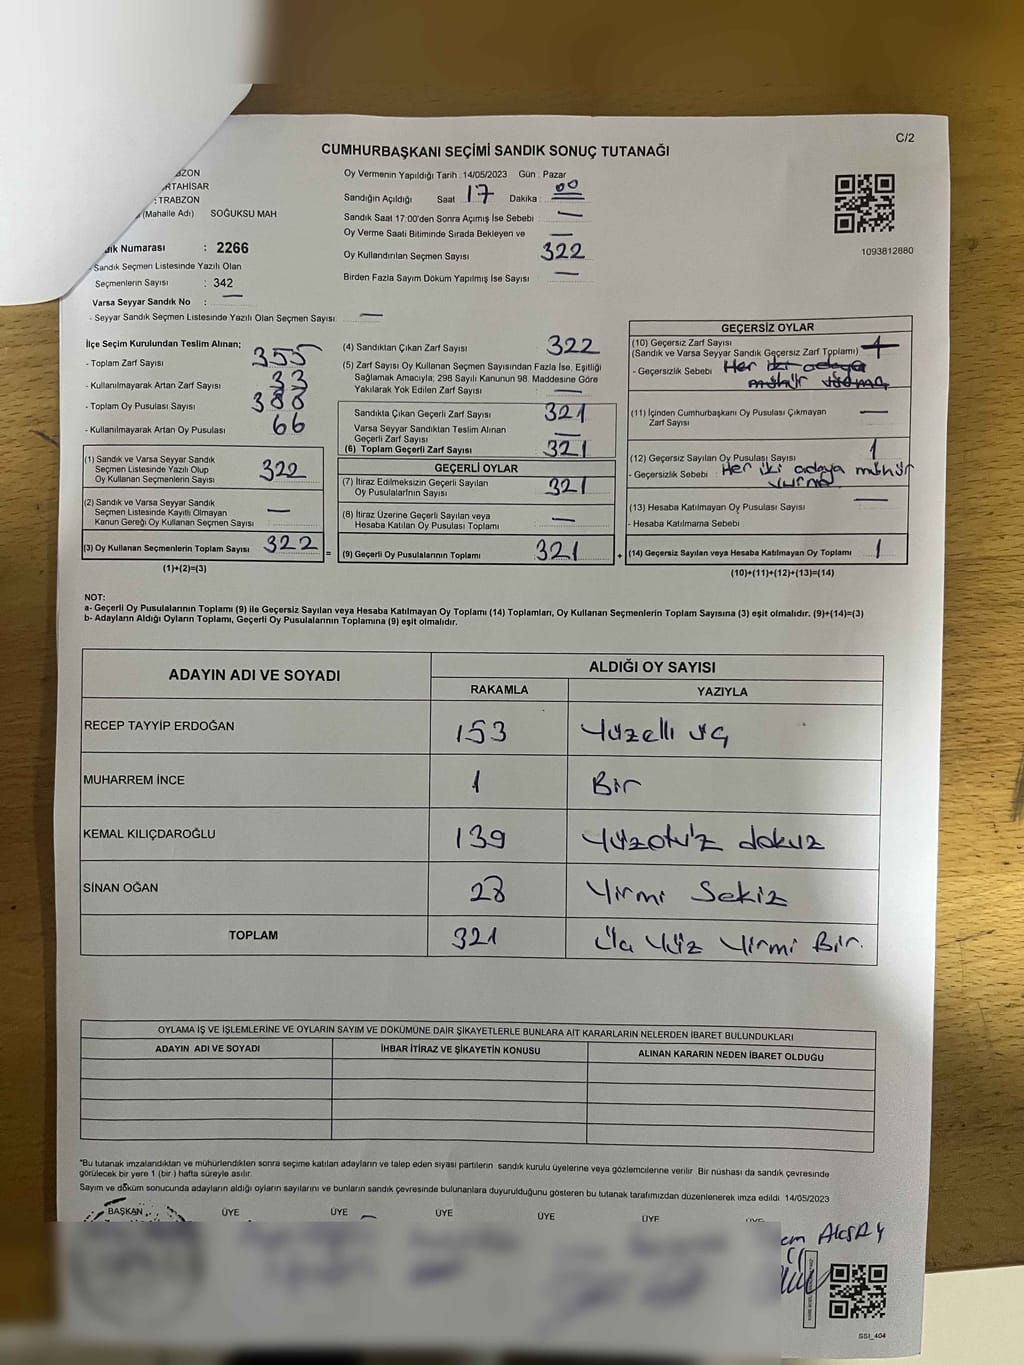 C/2
CUMHURBAŞKANI SEÇİMİ SANDIK SONUÇ TUTANAĞI
BZON
RTAHİSAR
: TRABZON
(Mahalle Adı) SOĞUKSU MAH
Numarası : 2266
- Sandık Seçmen Listesinde Yazılı Olan
Seçmenlerin Sayısı : 342
Varsa Seyyar Sandık No : —
- Seyyar Sandık Seçmen Listesinde Yazılı Olan Seçmen Sayısı: —
Oy Vermenin Yapıldığı Tarih :14/05/2023 Gün : Pazar
Sandığın Açıldığı Saat 17 Dakika : 00
Sandık Saat 17:00'den Sonra Açımış İse Sebebi —
Oy Verme Saati Bitiminde Sırada Bekleyen ve —
Oy Kullandırılan Seçmen Sayısı 322
Birden Fazla Sayım Döküm Yapılmış İse Sayısı —
1093812880
İlçe Seçim Kurulundan Teslim Alınan;
- Toplam Zarf Sayısı 355
- Kullanılmayarak Artan Zarf Sayısı 33
- Toplam Oy Pusulası Sayısı 388
- Kullanılmayarak Artan Oy Pusulası 66
(1) Sandık ve Varsa Seyyar Sandık
Seçmen Listesinde Yazılı Olup
Oy Kullanan Seçmenlerin Sayısı 322
(2) Sandık ve Varsa Seyyar Sandık
Seçmen Listesinde Kayıtlı Olmayan
Kanun Gereği Oy Kullanan Seçmen Sayısı —
(3) Oy Kullanan Seçmenlerin Toplam Sayısı 322 =
(1)+(2)=(3)
(4) Sandıktan Çıkan Zarf Sayısı 322
(5) Zarf Sayısı Oy Kullanan Seçmen Sayısından Fazla İse, Eşitliği
Sağlamak Amacıyla; 298 Sayılı Kanunun 98. Maddesine Göre
Yakılarak Yok Edilen Zarf Sayısı —
Sandıkla Çıkan Geçerli Zarf Sayısı 321
Varsa Seyyar Sandıktan Teslim Alınan
Geçerli Zarf Sayısı —
(6) Toplam Geçerli Zarf Sayısı 321
GEÇERLİ OYLAR
(7) İtiraz Edilmeksizin Geçerli Sayılan
Oy Pusulalarının Sayısı 321
(8) İtiraz Üzerine Geçerli Sayılan veya
Hesaba Katılan Oy Pusulası Toplamı —
(9) Geçerli Oy Pusulalarının Toplamı 321 +
GEÇERSİZ OYLAR
(10) Geçersiz Zarf Sayısı
(Sandık ve Varsa Seyyar Sandık Geçersiz Zarf Toplamı) 1
- Geçersizlik Sebebi Her iki adaya
mühür vurma
(11) İçinden Cumhurbaşkanı Oy Pusulası Çıkmayan
Zarf Sayısı —
(12) Geçersiz Sayılan Oy Pusulası Sayısı 1
- Geçersizlik Sebebi Her iki adaya mühür
vurma
(13) Hesaba Katılmayan Oy Pusulası Sayısı —
- Hesaba Katılmama Sebebi
(14) Geçersiz Sayılan veya Hesaba Katılmayan Oy Toplamı 1
(10)+(11)+(12)+(13)=(14)
NOT:
a- Geçerli Oy Pusulalarının Toplamı (9) ile Geçersiz Sayılan veya Hesaba Katılmayan Oy Toplamı (14) Toplamları, Oy Kullanan Seçmenlerin Toplam Sayısına (3) eşit olmalıdır. (9)+(14)=(3)
b- Adayların Aldığı Oyların Toplamı, Geçerli Oy Pusulalarının Toplamına (9) eşit olmalıdır.
ADAYIN ADI VE SOYADI ALDIĞI OY SAYISI
RAKAMLA YAZIYLA
RECEP TAYYİP ERDOĞAN 153 Yüzelli üç
MUHARREM İNCE 1 Bir
KEMAL KILIÇDAROĞLU 139 Yüzotuz dokuz
SİNAN OĞAN 28 Yirmi Sekiz
TOPLAM 321 Üç Yüz Yirmi Bir.
OYLAMA İŞ VE İŞLEMLERİNE VE OYLARIN SAYIM VE DÖKÜMÜNE DAİR ŞİKAYETLERLE BUNLARA AİT KARARLARIN NELERDEN İBARET BULUNDUKLARI
ADAYIN ADI VE SOYADI İHBAR İTİRAZ VE ŞİKAYETİN KONUSU ALINAN KARARIN NEDEN İBARET OLDUĞU
*Bu tutanak imzalandıktan ve mühürlendikten sonra seçime katılan adayların ve talep eden siyasi partilerin sandık kurulu üyelerine veya gözlemcilerine verilir. Bir nüshası da sandık çevresinde
görülecek bir yere 1 (bir) hafta süreyle asılır.
Sayım ve döküm sonucunda adayların aldığı oyların sayılarını ve bunların sandık çevresinde bulunanlara duyurulduğunu gösteren bu tutanak tarafımızdan düzenlenerek imza edildi. 14/05/2023
BAŞKAN ÜYE ÜYE ÜYE ÜYE ÜYE ÜYE
em AKSAY
SSI_404